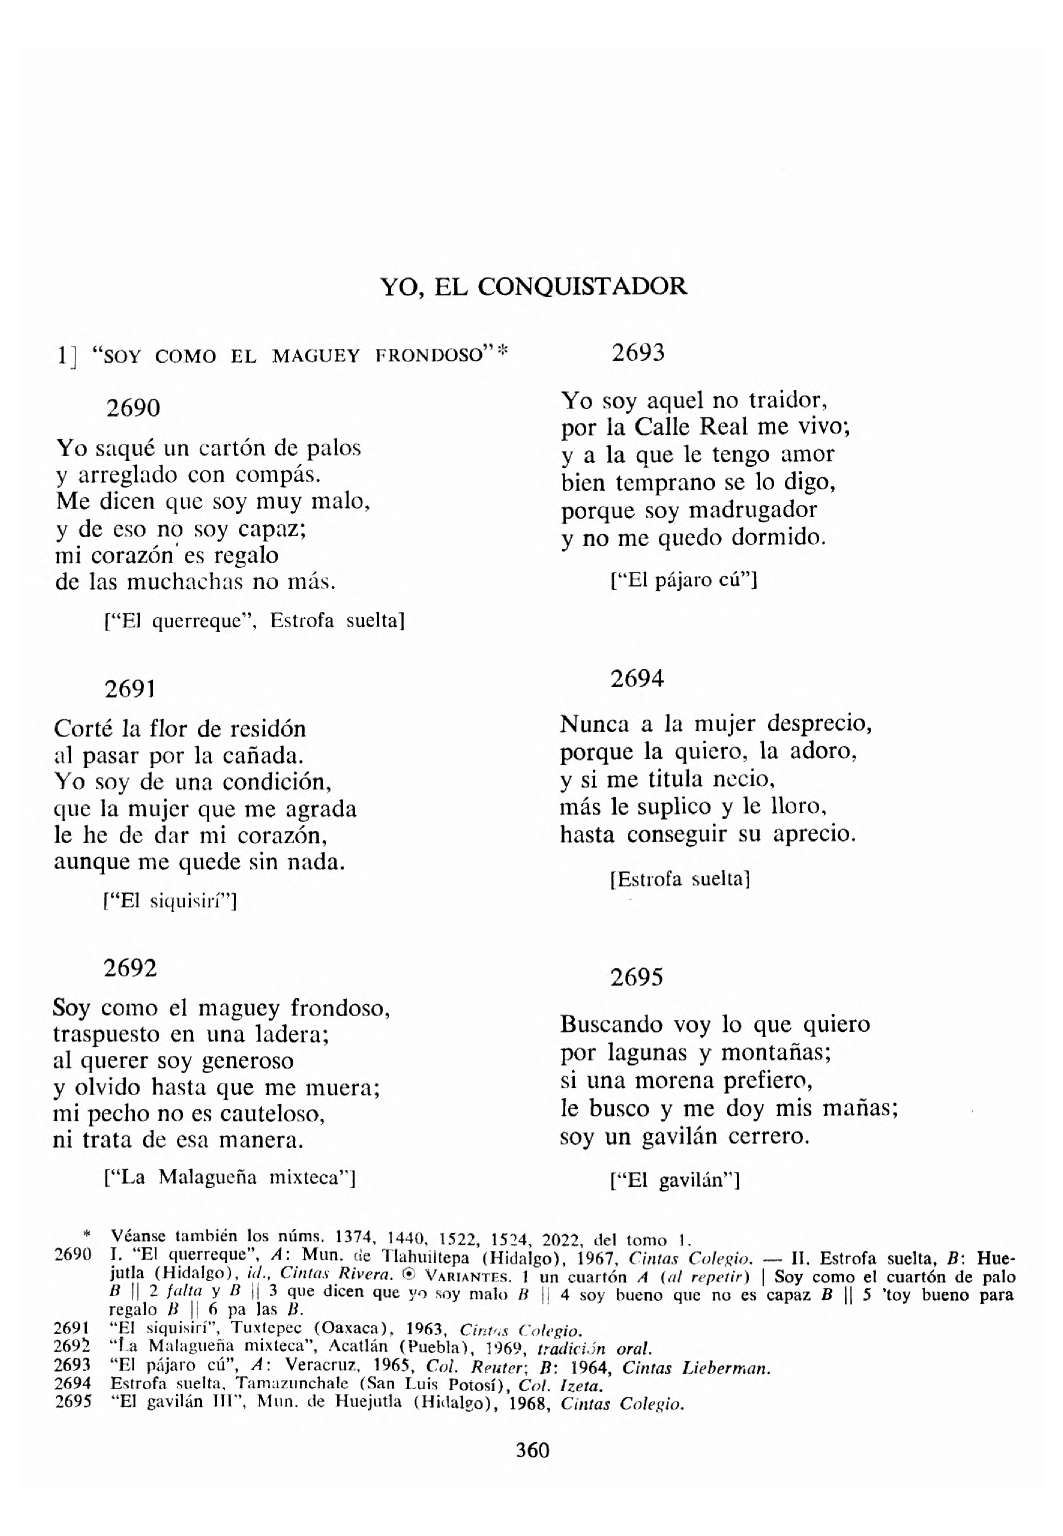 YO, EL CONQUISTADOR
1] “SOY COMO EL MAGUEY FRONDOSO”*
2690
Yo saqué un cartón de palos
y arreglado con compás.
Me dicen que soy muy malo,
y de eso no soy capaz;
mi corazón es regalo
de las muchachas no más.
[“El querreque”, Estrofa suelta]
2691
Corté la flor de residón
al pasar por la cañada.
Yo soy de una condición,
que la mujer que me agrada
le he de dar mi corazón,
aunque me quede sin nada.
[“El siquisirí”]
2692
Soy como el maguey frondoso,
traspuesto en una ladera;
al querer soy generoso
y olvido hasta que me muera;
mi pecho no es cauteloso,
ni trata de esa manera.
[“La Malagueña mixteca”]
2693
Yo soy aquel no traidor,
por la Calle Real me vivo;
y a la que le tengo amor
bien temprano se lo digo,
porque soy madrugador
y no me quedo dormido.
[“El pájaro cú”]
2694
Nunca a la mujer desprecio,
porque la quiero, la adoro,
y si me titula necio,
más le suplico y le lloro,
hasta conseguir su aprecio.
[Estrofa suelta]
2695
Buscando voy lo que quiero
por lagunas y montañas;
si una morena prefiero,
le busco y me doy mis mañas;
soy un gavilán cerrero.
[“El gavilán”]
* Véanse también los núms. 1374, 1440, 1522, 1524, 2022, del tomo 1.
2690 I. “El querreque”, A: Mun. de Tlahuiltepa (Hidalgo), 1967, Cintas Colegio. — II. Estrofa suelta, B: Hue-
jutla (Hidalgo), id., Cintas Rivera. ⊙ VARIANTES. 1 un cuartón A (al repetir) | Soy como el cuartón de palo
B || 2 falta y B || 3 que dicen que yo soy malo B || 4 soy bueno que no es capaz B || 5 ’toy bueno para
regalo B || 6 pa las B.
2691 “El siquisirí”, Tuxtepec (Oaxaca), 1963, Cintas Colegio.
2692 “La Malagueña mixteca”, Acatlán (Puebla), 1969, tradición oral.
2693 “El pájaro cú”, A: Veracruz, 1965, Col. Reuter; B: 1964, Cintas Lieberman.
2694 Estrofa suelta, Tamazunchale (San Luis Potosí), Col. Izeta.
2695 “El gavilán III”, Mun. de Huejutla (Hidalgo), 1968, Cintas Colegio.
360